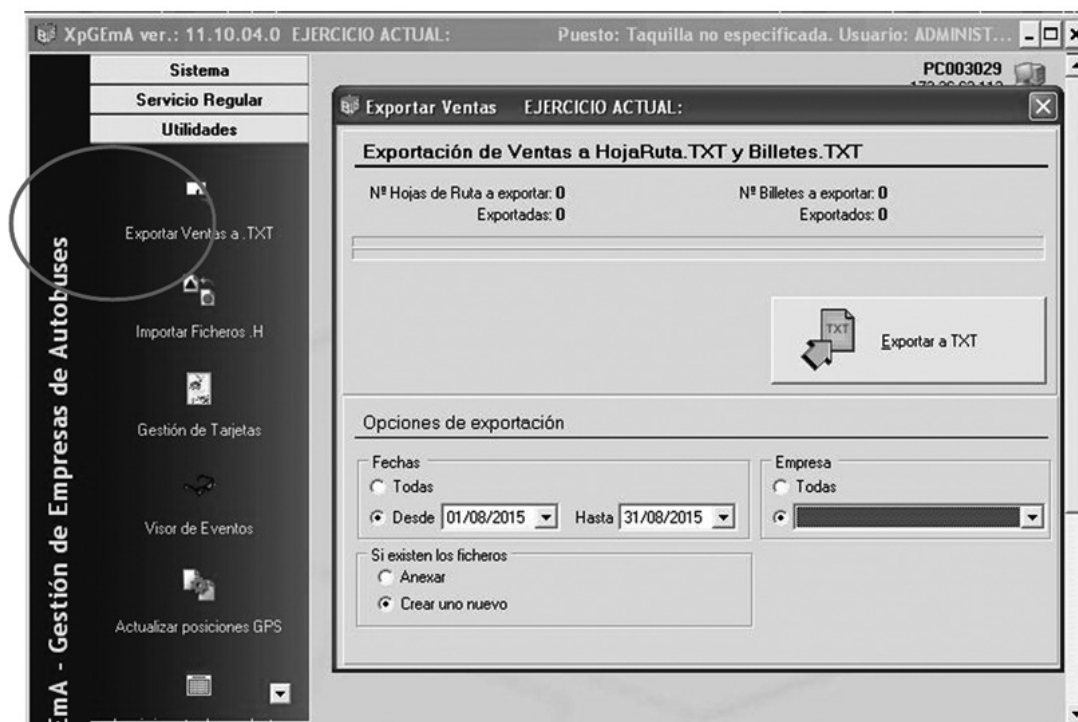 XpGEmA ver.: 11.10.04.0 EJERCICIO ACTUAL: Puesto: Taquilla no especificada. Usuario: ADMINIST...
Sistema
Servicio Regular
Utilidades
PC003029
Exportar Ventas a .TXT
Importar Ficheros .H
Gestión de Tarjetas
Visor de Eventos
Actualizar posiciones GPS
EmA - Gestión de Empresas de Autobuses
Exportar Ventas EJERCICIO ACTUAL:
Exportación de Ventas a HojaRuta.TXT y Billetes.TXT
Nº Hojas de Ruta a exportar: 0
Exportadas: 0
Nº Billetes a exportar: 0
Exportados: 0
TXT
Exportar a TXT
Opciones de exportación
Fechas
Todas
Desde 01/08/2015 Hasta 31/08/2015
Empresa
Todas
Si existen los ficheros
Anexar
Crear uno nuevo